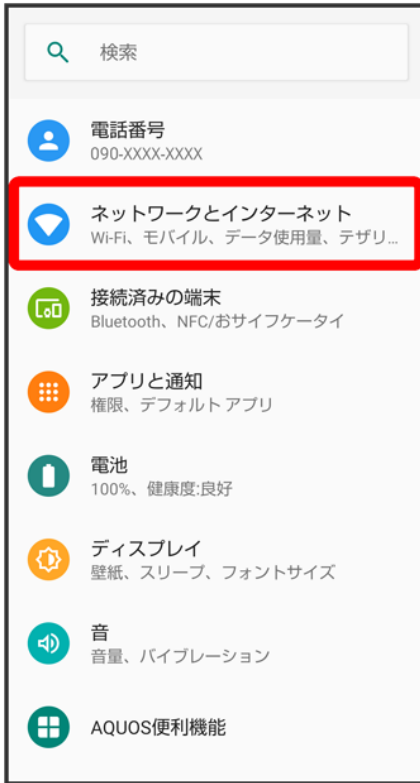 検索
電話番号
090-XXXX-XXXX
ネットワークとインターネット
Wi-Fi、モバイル、データ使用量、テザリ...
接続済みの端末
Bluetooth、NFC/おサイフケータイ
アプリと通知
権限、デフォルト アプリ
電池
100%、健康度:良好
ディスプレイ
壁紙、スリープ、フォントサイズ
音
音量、バイブレーション
AQUOS便利機能